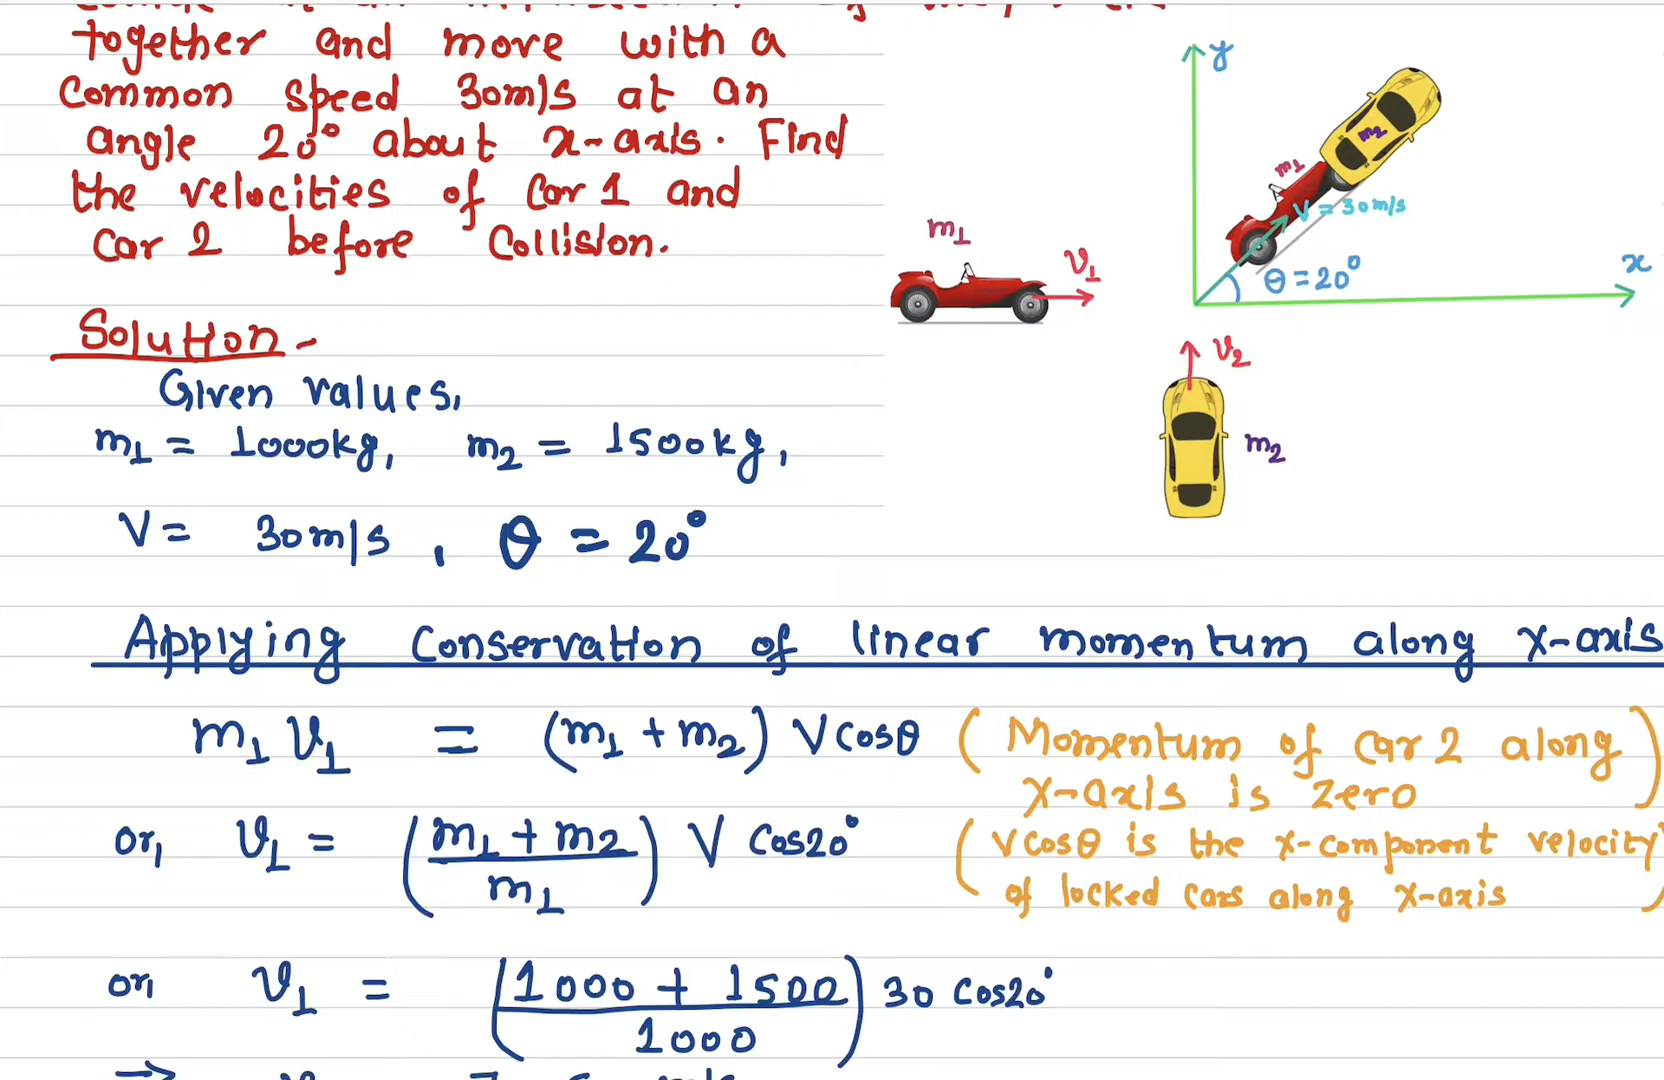 together and move with a
common speed 30m/s at an
angle 20° about x-axis. Find
the velocities of Car 1 and
Car 2 before Collision.
Solution -
Given values,
m₁ = 1000kg, m₂ = 1500kg,
V = 30m/s, θ = 20°
y
m₂
m₁
V = 30m/s
θ = 20°
x
m₁
v₁
v₂
m₂
Applying Conservation of linear momentum along X-axis
m₁ v₁ = (m₁ + m₂) V cosθ (Momentum of Car 2 along
X-axis is zero)
or, v₁ = (m₁ + m₂ / m₁) V Cos20° (V cosθ is the x-component velocity
of locked cars along X-axis)
or, v₁ = (1000 + 1500 / 1000) 30 Cos20°